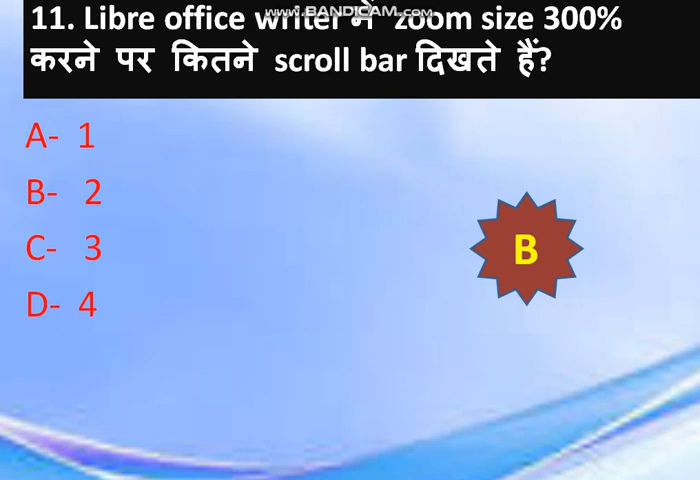 www.BANDICAM.com
11. Libre office writer में zoom size 300%
करने पर कितने scroll bar दिखते हैं?
A- 1
B- 2
C- 3
D- 4
B